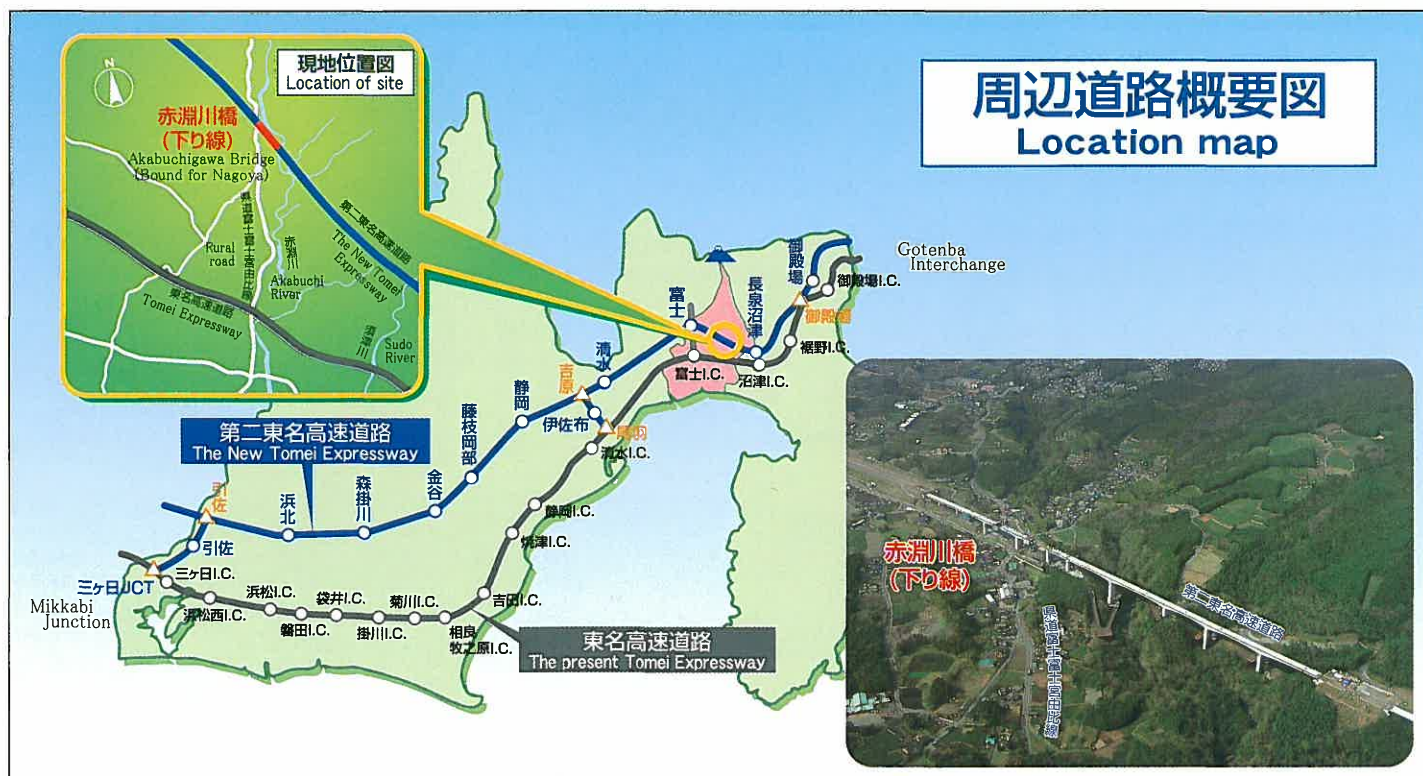 周辺道路概要図
Location map
現地位置図
Location of site
N
赤淵川橋
(下り線)
Akabuchigawa Bridge
(Bound for Nagoya)
県道富士富士宮由比線
Rural
road
赤淵川
Akabuchi
River
第二東名高速道路
The New Tomei
Expressway
東名高速道路
Tomei Expressway
須津川
Sudo
River
Gotenba
Interchange
御殿場
御殿場I.C.
御殿場
長泉沼津
富士
裾野I.C.
富士I.C.
沼津I.C.
清水
吉原
伊佐布
尾羽
清水I.C.
静岡
藤枝岡部
金谷
森掛川
浜北
引佐
引佐
第二東名高速道路
The New Tomei Expressway
静岡I.C.
焼津I.C.
吉田I.C.
三ヶ日JCT
三ヶ日I.C.
Mikkabi
Junction
浜松西I.C.
浜松I.C.
磐田I.C.
袋井I.C.
掛川I.C.
菊川I.C.
相良
牧之原I.C.
東名高速道路
The present Tomei Expressway
赤淵川橋
(下り線)
県道富士富士宮由比線
第二東名高速道路